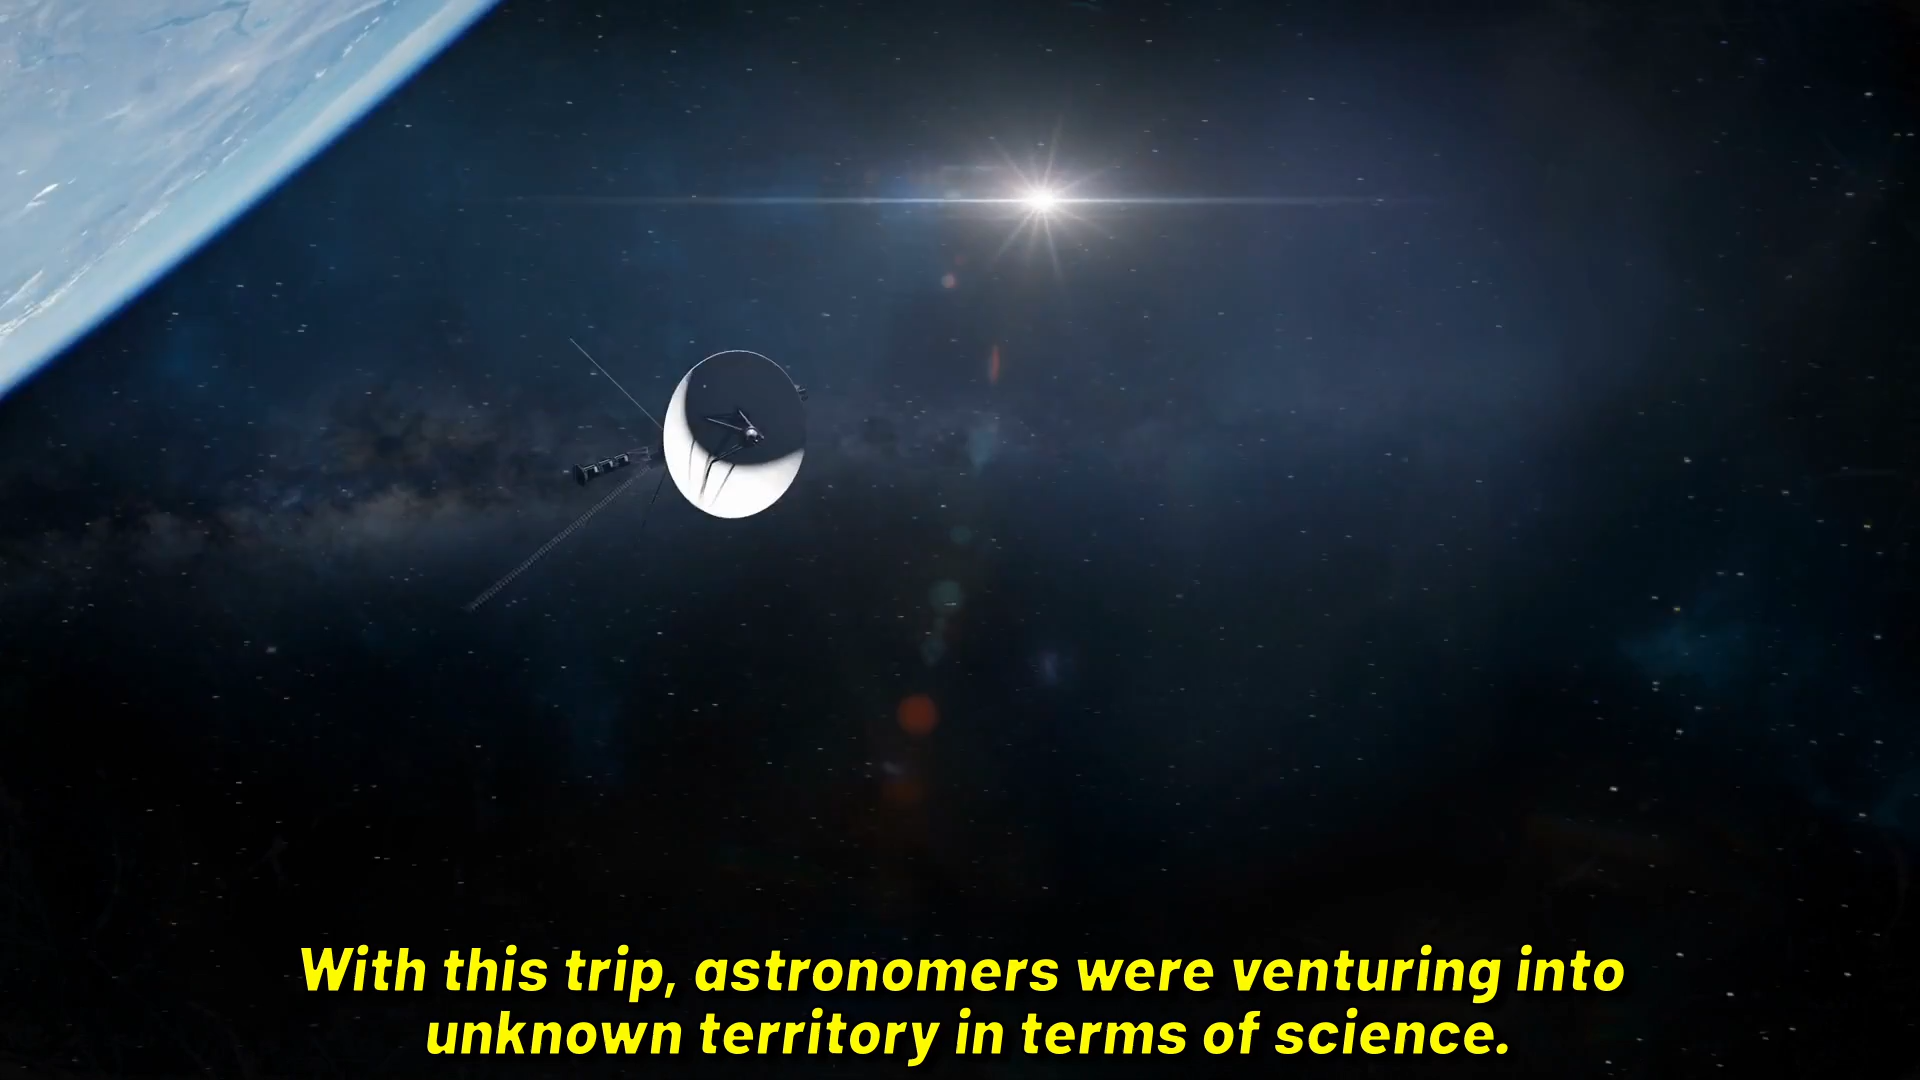 With this trip, astronomers were venturing into
unknown territory in terms of science.